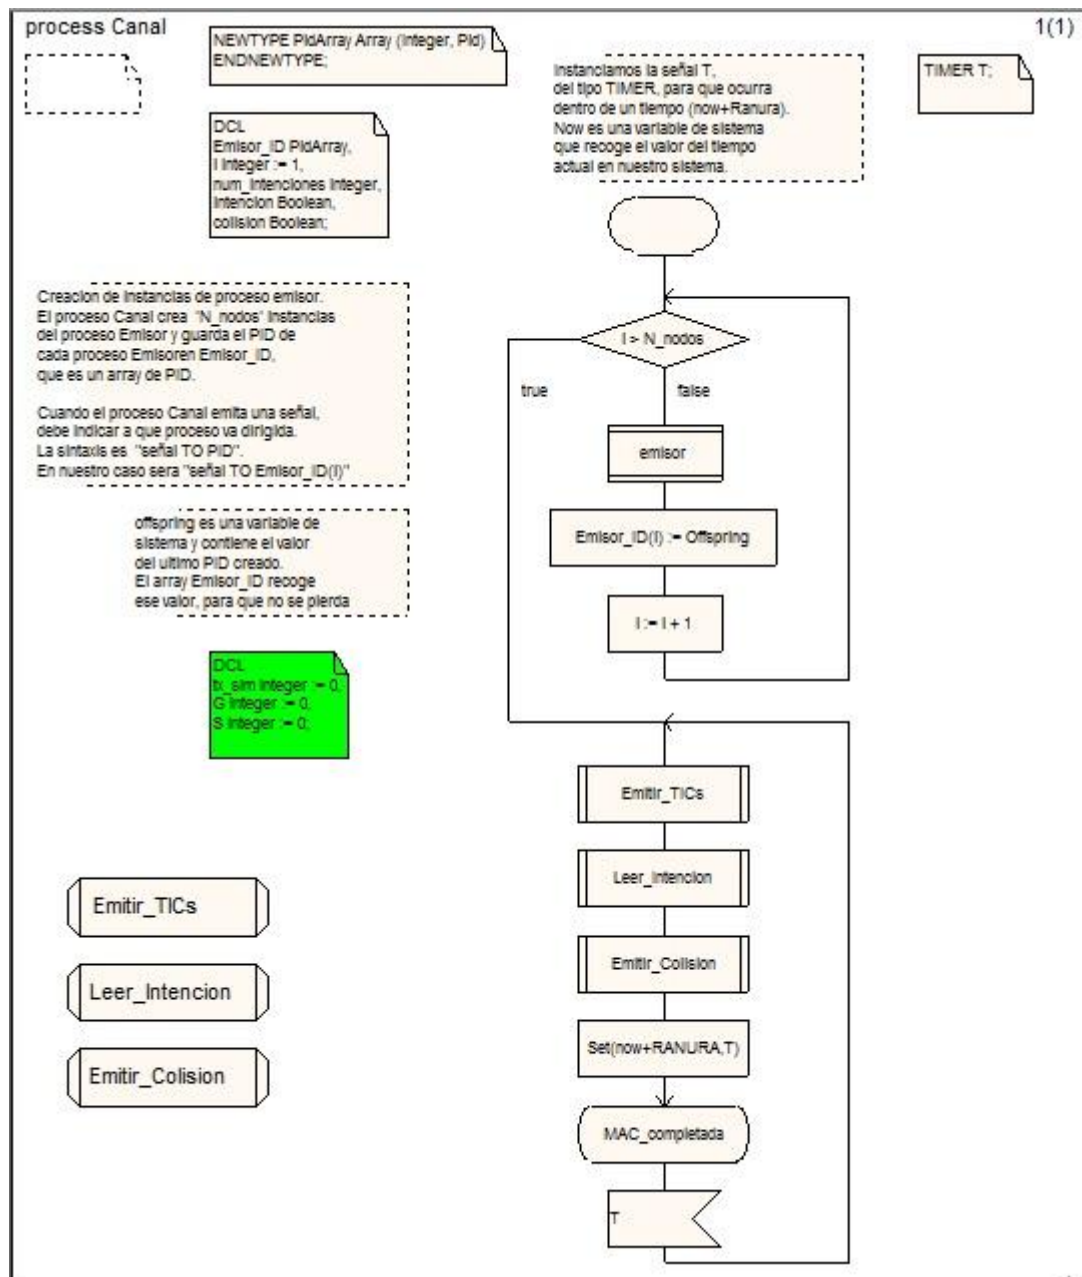 process Canal
1(1)
NEWTYPE PidArray Array (Integer, Pid)
ENDNEWTYPE;
Instanciamos la señal T,
del tipo TIMER, para que ocurra
dentro de un tiempo (now+Ranura).
Now es una variable de sistema
que recoge el valor del tiempo
actual en nuestro sistema.
TIMER T;
DCL
Emisor_ID PidArray,
I Integer := 1,
num_intenciones Integer,
Intencion Boolean,
colision Boolean;
Creacion de instancias de proceso emisor.
El proceso Canal crea 'N_nodos' instancias
del proceso Emisor y guarda el PID de
cada proceso Emisoren Emisor_ID,
que es un array de PID.
Cuando el proceso Canal emita una señal,
debe indicar a que proceso va dirigida.
La sintaxis es "señal TO PID".
En nuestro caso sera "señal TO Emisor_ID(I)"
I > N_nodos
true
false
emisor
offspring es una variable de
sistema y contiene el valor
del ultimo PID creado.
El array Emisor_ID recoge
ese valor, para que no se pierda
Emisor_ID(I) := Offspring
I := I + 1
DCL
tx_sim Integer := 0,
G Integer := 0,
S Integer := 0;
Emitir_TICs
Leer_Intencion
Emitir_Colision
Emitir_TICs
Leer_Intencion
Emitir_Colision
Set(now+RANURA,T)
MAC_completada
T